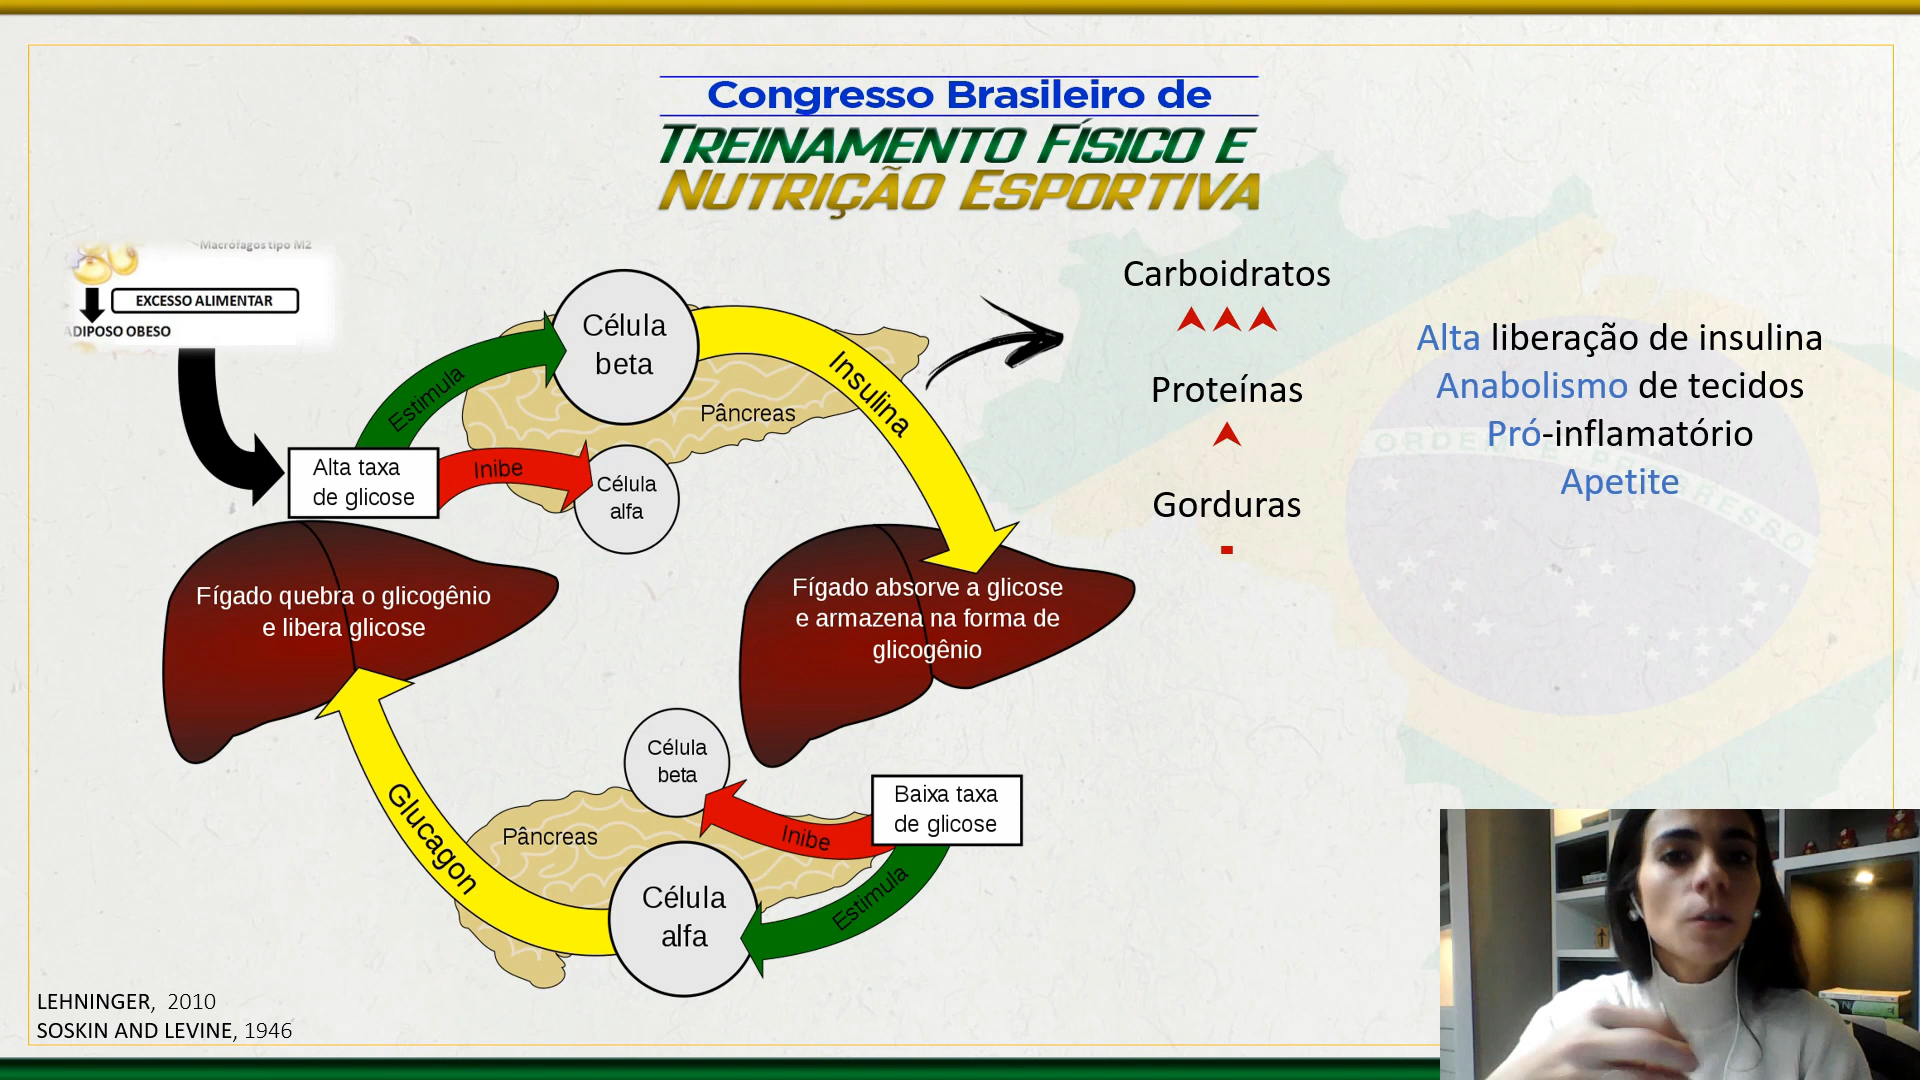 Congresso Brasileiro de
TREINAMENTO FÍSICO E
NUTRIÇÃO ESPORTIVA
Macrófagos tipo M2
EXCESSO ALIMENTAR
ADIPOSO OBESO
Célula
beta
Estimula
Insulina
Pâncreas
Alta taxa
de glicose
Inibe
Célula
alfa
Fígado quebra o glicogênio
e libera glicose
Fígado absorve a glicose
e armazena na forma de
glicogênio
Célula
beta
Baixa taxa
de glicose
Inibe
Pâncreas
Glucagon
Célula
alfa
Estimula
Carboidratos
Proteínas
Gorduras
-
Alta liberação de insulina
Anabolismo de tecidos
Pró-inflamatório
Apetite
LEHNINGER, 2010
SOSKIN AND LEVINE, 1946